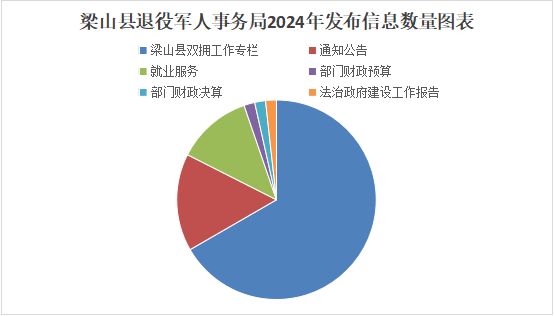 梁山县退役军人事务局2024年发布信息数量图表
梁山县双拥工作专栏 通知公告
就业服务 部门财政预算
部门财政决算 法治政府建设工作报告